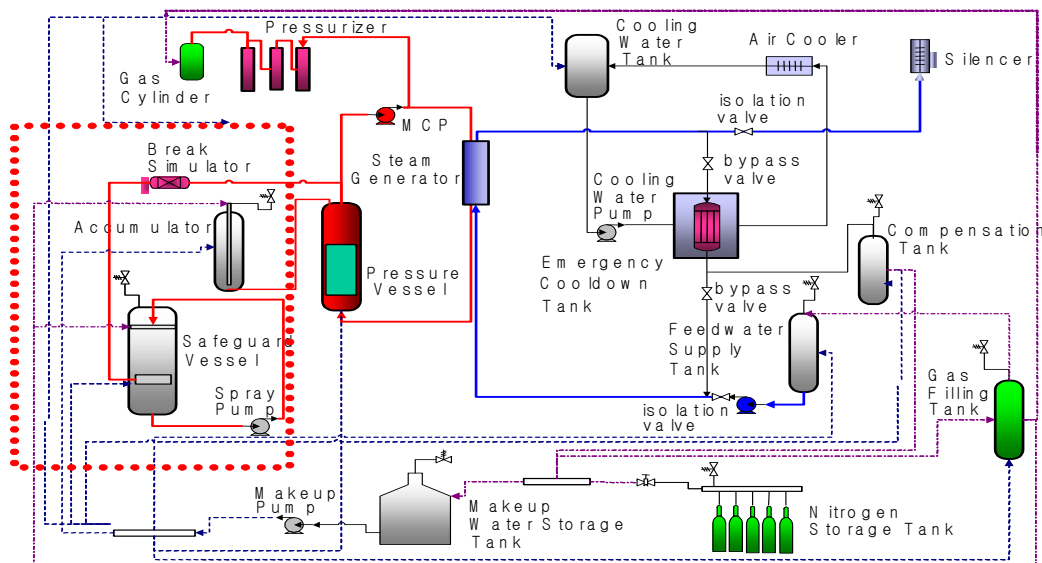 Pressurizer
Gas
Cylinder
Cooling
Water
Tank
Air Cooler
Silencer
isolation
valve
MCP
Break
Simulator
Steam
Generator
bypass
valve
Cooling
Water
Pump
Accumulator
Compensation
Tank
Pressure
Vessel
Emergency
Cooldown
Tank
bypass
valve
Safeguard
Vessel
Feedwater
Supply
Tank
Gas
Filling
Tank
Spray
Pump
isolation
valve
Makeup
Pump
Makeup
Water Storage
Tank
Nitrogen
Storage Tank